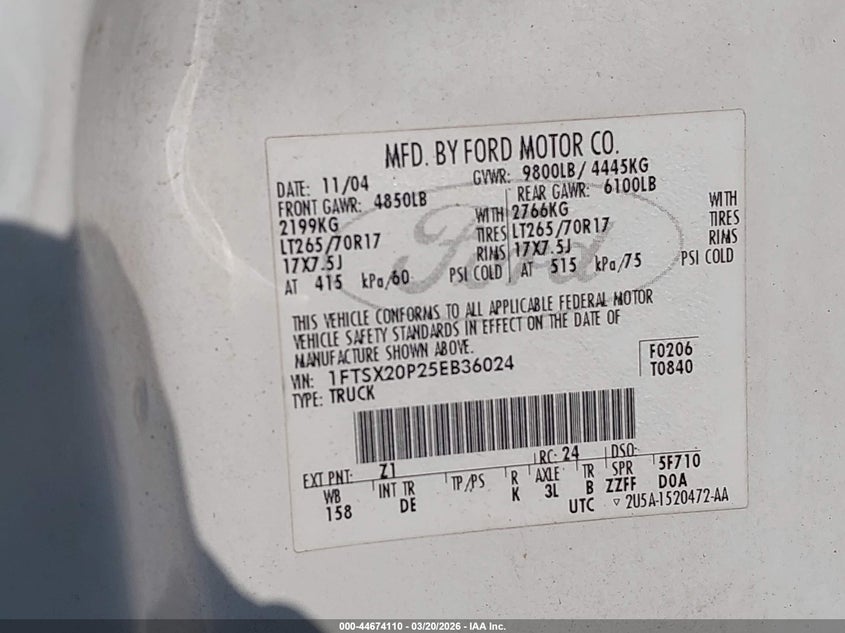 MFD. BY FORD MOTOR CO.
DATE: 11/04 GVWR: 9800LB/ 4445KG
FRONT GAWR: 4850LB REAR GAWR: 6100LB
2199KG WITH 2766KG WITH
LT265/70R17 TIRES LT265/70R17 TIRES
17X7.5J RIMS 17X7.5J RIMS
AT 415 kPa/60 PSI COLD AT 515 kPa/75 PSI COLD
Ford
THIS VEHICLE CONFORMS TO ALL APPLICABLE FEDERAL MOTOR
VEHICLE SAFETY STANDARDS IN EFFECT ON THE DATE OF
MANUFACTURE SHOWN ABOVE.
VIN: 1FTSX20P25EB36024 F0206
TYPE: TRUCK T0840
EXT PNT: Z1 RC: 24 DSO:
WB INT TR TP/PS R AXLE TR SPR 5F710
158 DE K 3L B ZZFF DOA
UTC ▽ 2U5A-1520472-AA
000-44674110 - 03/20/2026 - IAA Inc.